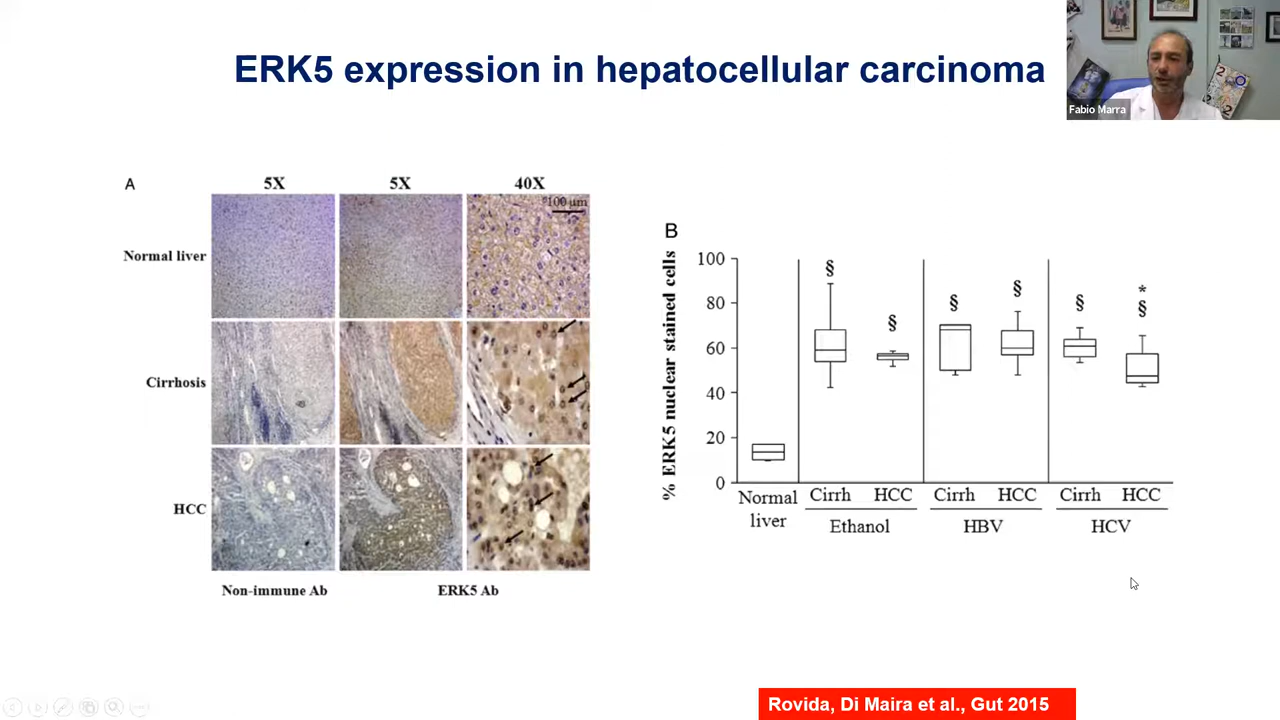 ERK5 expression in hepatocellular carcinoma
Fabio Marra
A
5X 5X 40X
100 µm
Normal liver
Cirrhosis
HCC
Non-immune Ab ERK5 Ab
B
% ERK5 nuclear stained cells
100
80
60
40
20
0
§ § § § § * §
Normal liver
Cirrh HCC Cirrh HCC Cirrh HCC
Ethanol HBV HCV
Rovida, Di Maira et al., Gut 2015